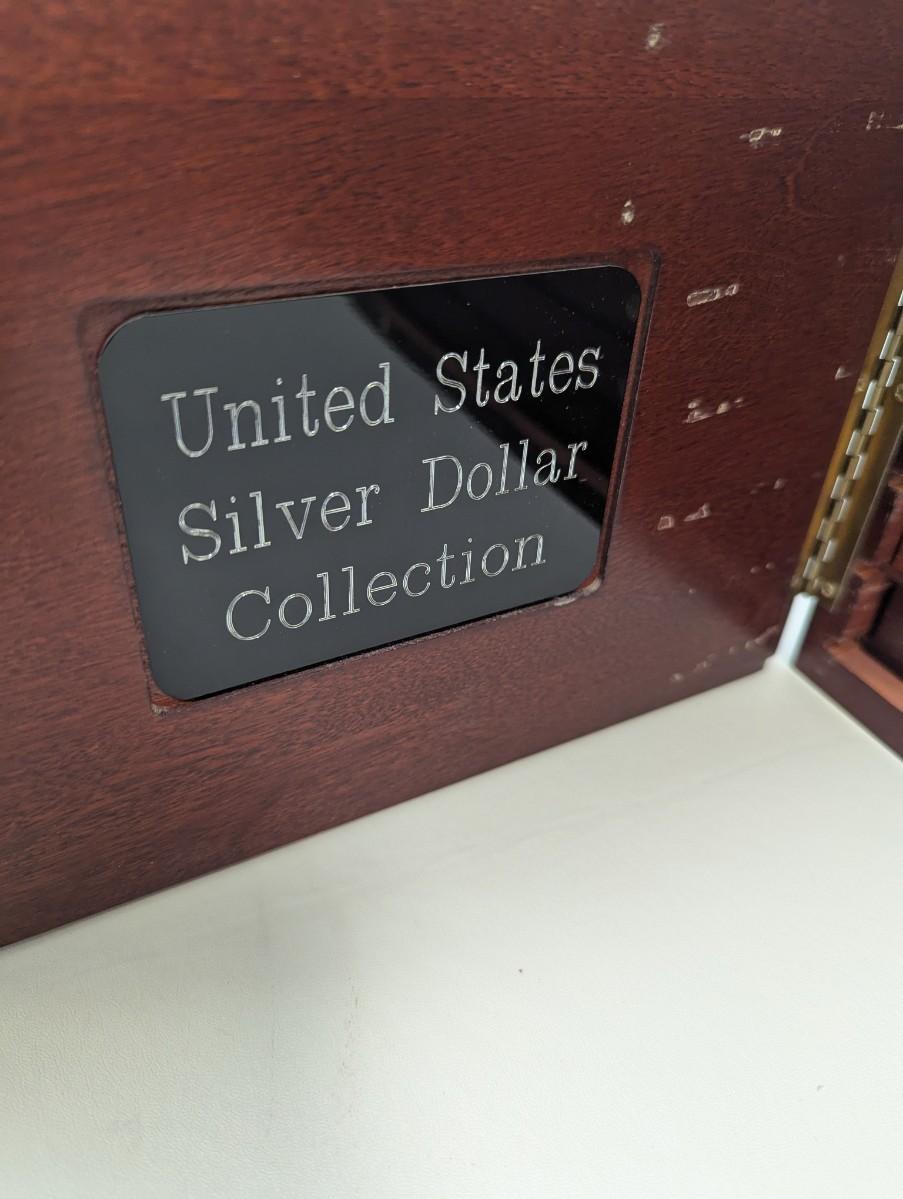 United States
Silver Dollar
Collection